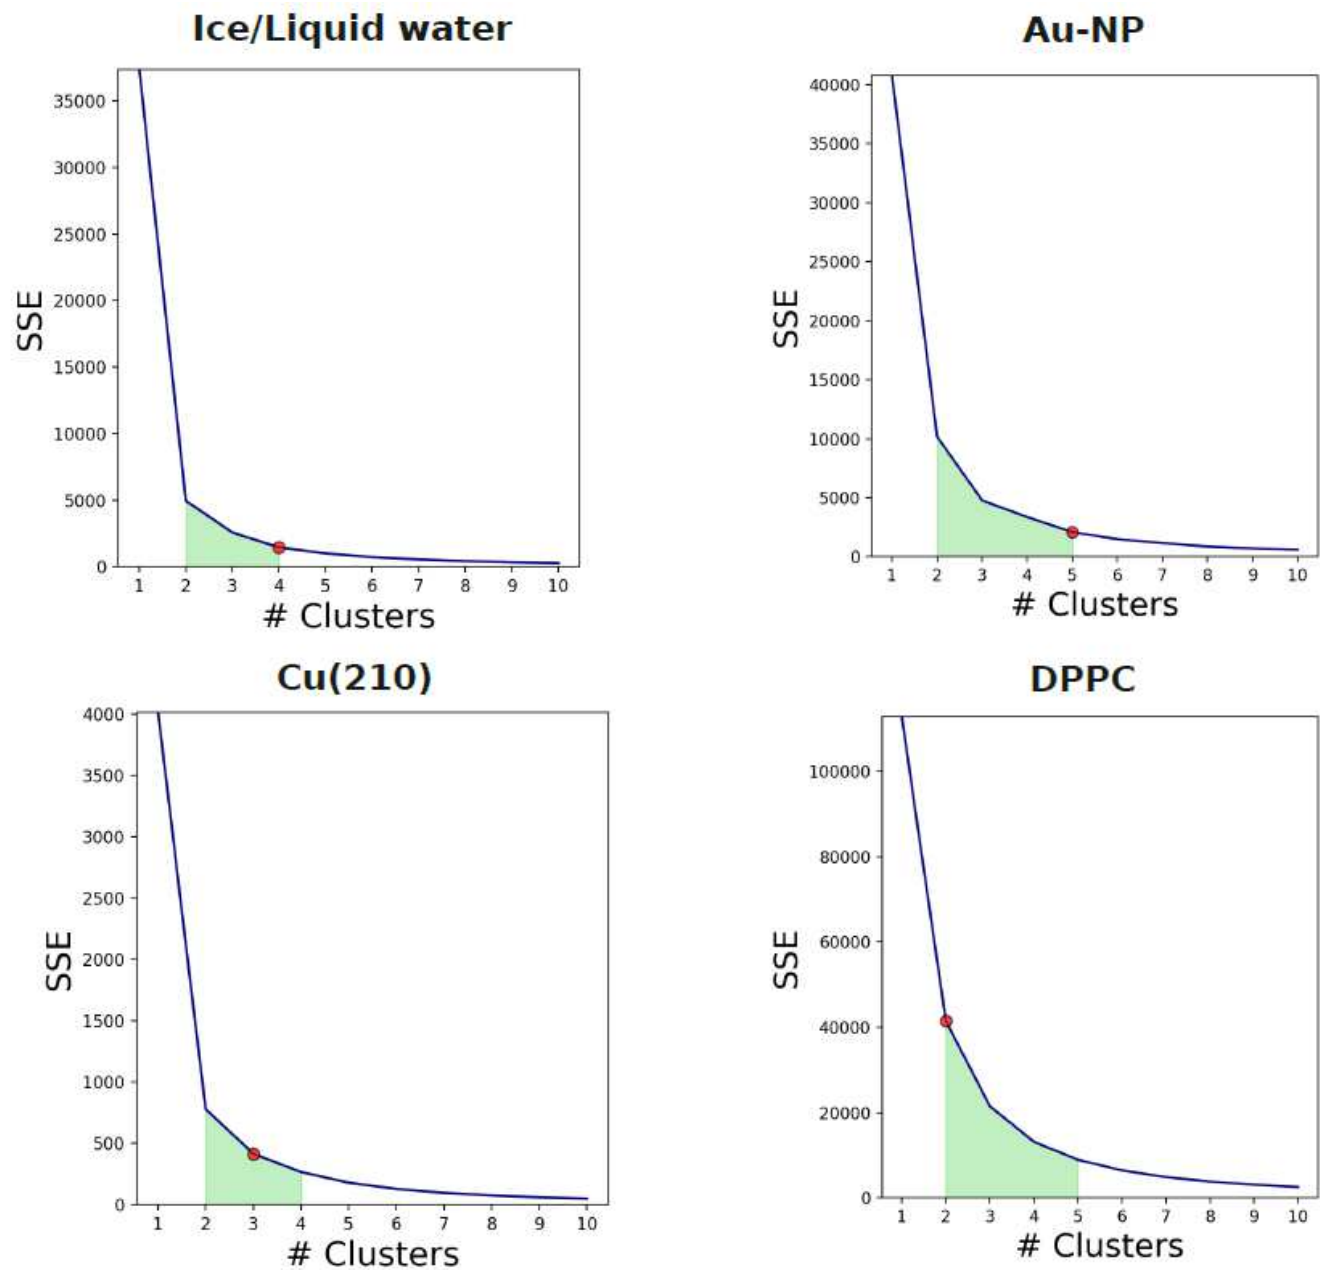 Ice/Liquid water
35000
30000
25000
20000
15000
10000
5000
0
SSE
1 2 3 4 5 6 7 8 9 10
# Clusters
Au-NP
40000
35000
30000
25000
20000
15000
10000
5000
0
SSE
1 2 3 4 5 6 7 8 9 10
# Clusters
Cu(210)
4000
3500
3000
2500
2000
1500
1000
500
0
SSE
1 2 3 4 5 6 7 8 9 10
# Clusters
DPPC
100000
80000
60000
40000
20000
0
SSE
1 2 3 4 5 6 7 8 9 10
# Clusters